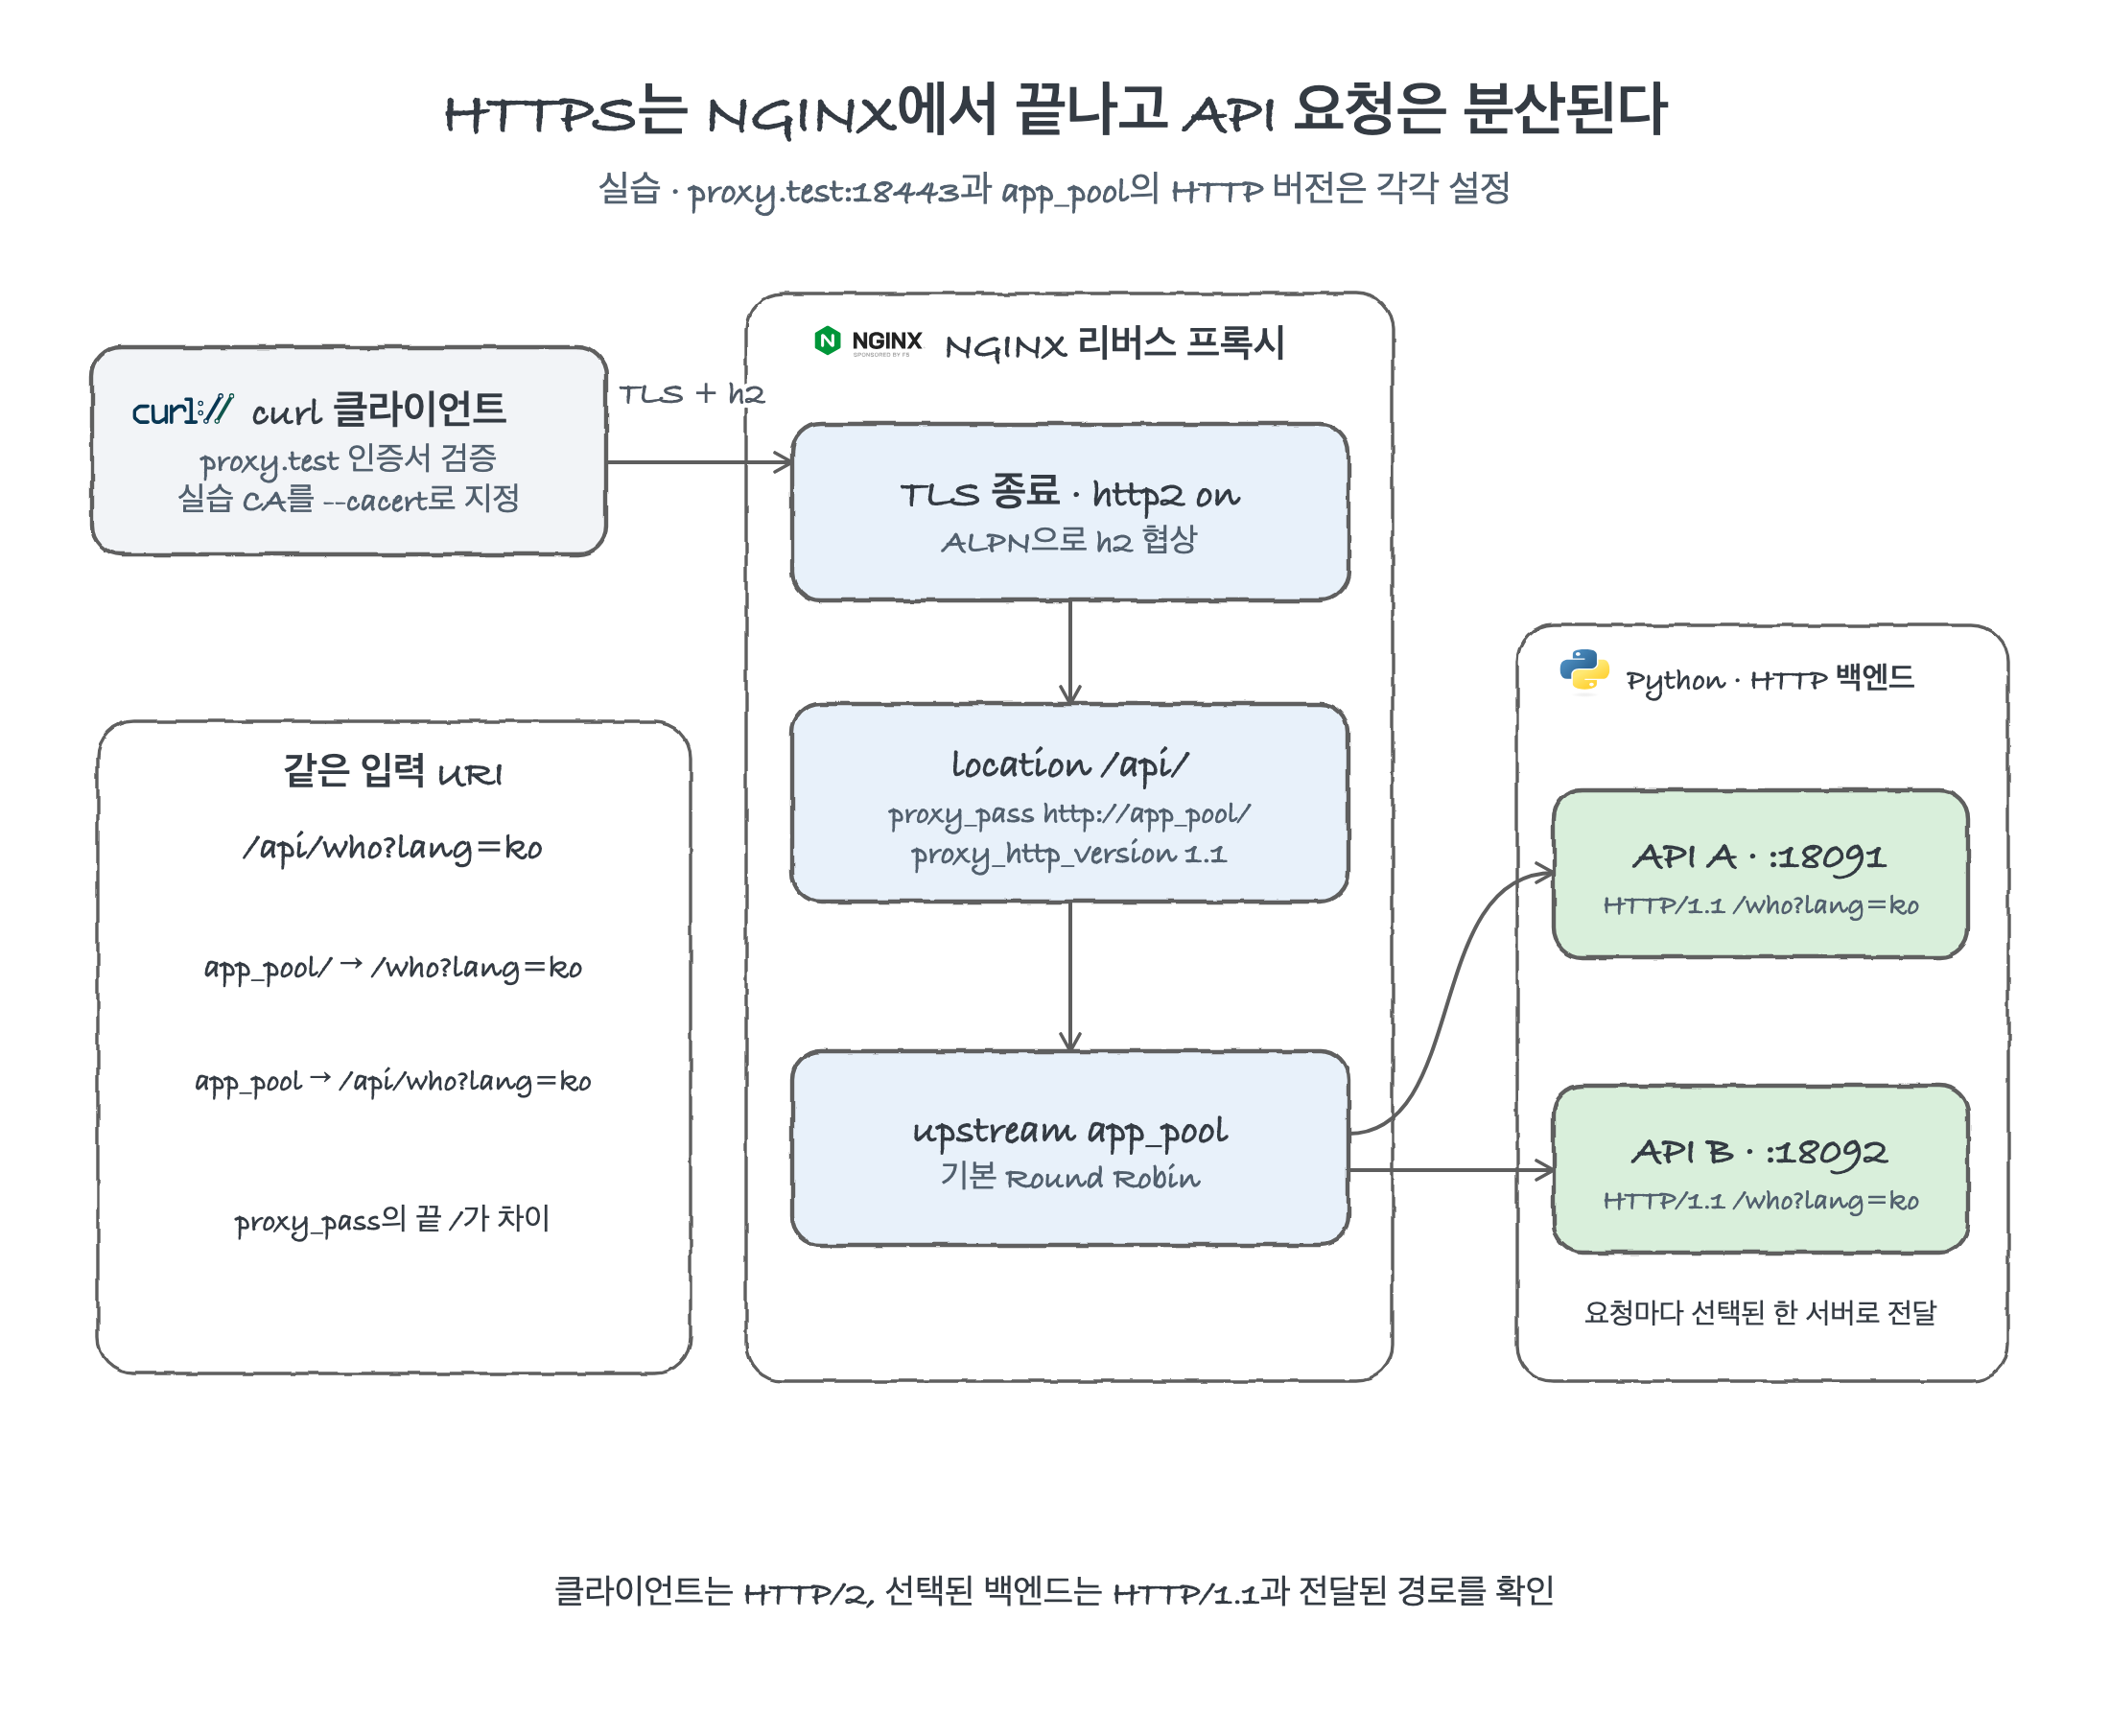 HTTPS는 NGINX에서 끝나고 API 요청은 분산된다
실습 · proxy.test:18443과 app_pool의 HTTP 버전은 각각 설정
curl:// curl 클라이언트
proxy.test 인증서 검증
실습 CA를 --cacert로 지정
TLS + h2
NGINX
SPONSORED BY F5
NGINX 리버스 프록시
TLS 종료 · http2 on
ALPN으로 h2 협상
location /api/
proxy_pass http://app_pool/
proxy_http_version 1.1
upstream app_pool
기본 Round Robin
같은 입력 URI
/api/who?lang=ko
app_pool/ → /who?lang=ko
app_pool → /api/who?lang=ko
proxy_pass의 끝 /가 차이
Python · HTTP 백엔드
API A · :18091
HTTP/1.1 /who?lang=ko
API B · :18092
HTTP/1.1 /who?lang=ko
요청마다 선택된 한 서버로 전달
클라이언트는 HTTP/2, 선택된 백엔드는 HTTP/1.1과 전달된 경로를 확인